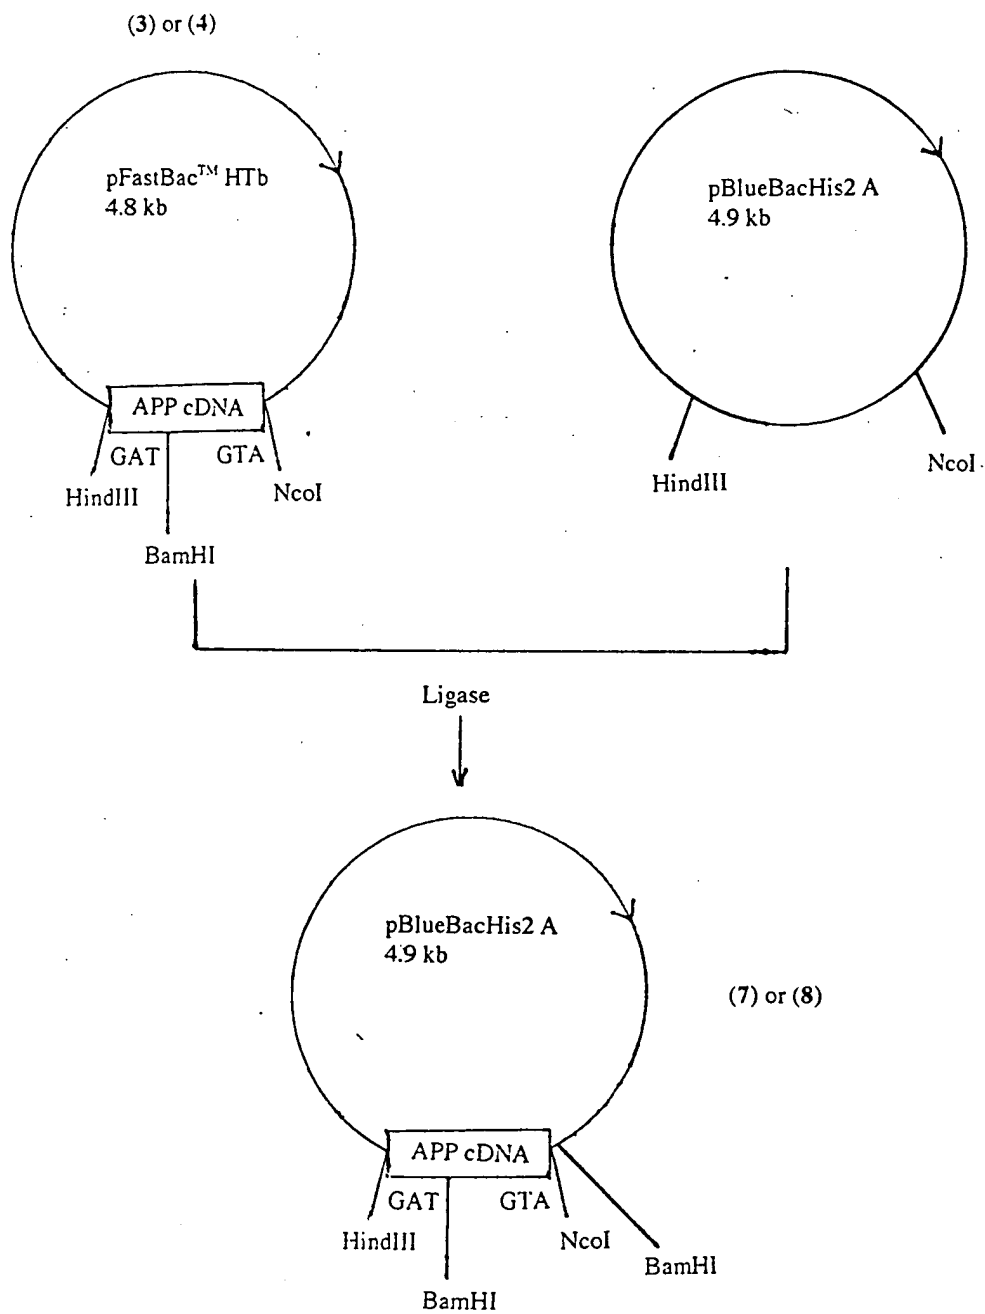 (3) or (4)
pFastBac™ HTb
4.8 kb
APP cDNA
GAT
GTA
HindIII
NcoI
BamHI
pBlueBacHis2 A
4.9 kb
HindIII
NcoI
Ligase
pBlueBacHis2 A
4.9 kb
(7) or (8)
APP cDNA
GAT
GTA
HindIII
NcoI
BamHI
BamHI